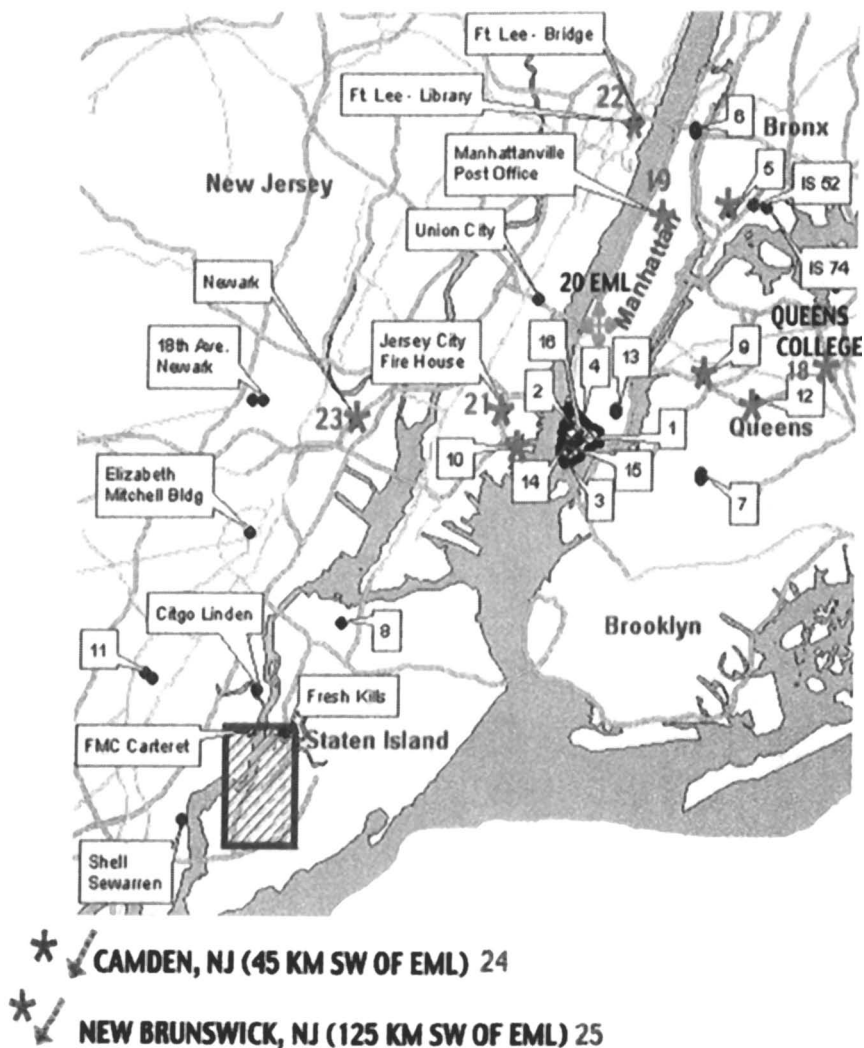 Ft Lee - Bridge
Ft Lee - Library
22
6
Bronx
Manhattanville
Post Office
New Jersey
19
5
IS 52
Union City
Manhattan
IS 74
Newark
20 EML
QUEENS
COLLEGE
18th Ave.
Newark
Jersey City
Fire House
16
4
13
9
18
2
23
21
12
Queens
1
10
14
15
3
7
Elizabeth
Mitchell Bldg
Citgo Linden
8
Brooklyn
11
Fresh Kills
FMC Carteret
Staten Island
Shell
Sewarren
* CAMDEN, NJ (45 KM SW OF EML) 24
* NEW BRUNSWICK, NJ (125 KM SW OF EML) 25